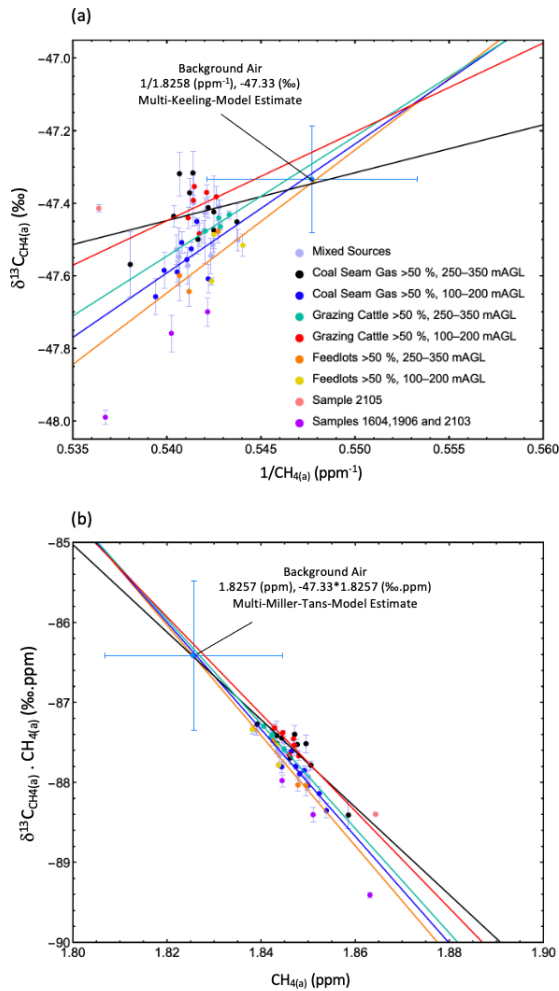 (a)
Background Air
1/1.8258 (ppm⁻¹), -47.33 (‰)
Multi-Keeling-Model Estimate
−47.0
−47.2
−47.4
−47.6
−47.8
−48.0
δ¹³C_CH4(a) (‰)
Mixed Sources
Coal Seam Gas >50 %, 250–350 mAGL
Coal Seam Gas >50 %, 100–200 mAGL
Grazing Cattle >50 %, 250–350 mAGL
Grazing Cattle >50 %, 100–200 mAGL
Feedlots >50 %, 250–350 mAGL
Feedlots >50 %, 100–200 mAGL
Sample 2105
Samples 1604,1906 and 2103
0.535 0.540 0.545 0.550 0.555 0.560
1/CH₄₍ₐ₎ (ppm⁻¹)
(b)
Background Air
1.8257 (ppm), -47.33*1.8257 (‰.ppm)
Multi-Miller-Tans-Model Estimate
−85
−86
−87
−88
−89
−90
δ¹³C_CH4(a) . CH₄₍ₐ₎ (‰.ppm)
1.80 1.82 1.84 1.86 1.88 1.90
CH₄₍ₐ₎ (ppm)